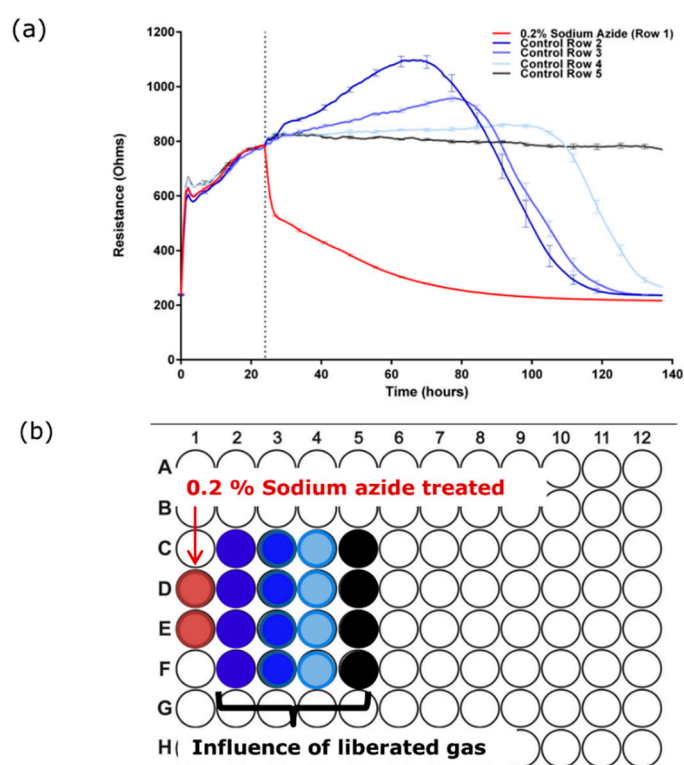 (a)
1200
1000
800
600
400
200
0
Resistance (Ohms)
0 20 40 60 80 100 120 140
Time (hours)
0.2% Sodium Azide (Row 1)
Control Row 2
Control Row 3
Control Row 4
Control Row 5
(b)
1 2 3 4 5 6 7 8 9 10 11 12
A
0.2 % Sodium azide treated
B
C
D
E
F
G
H
Influence of liberated gas